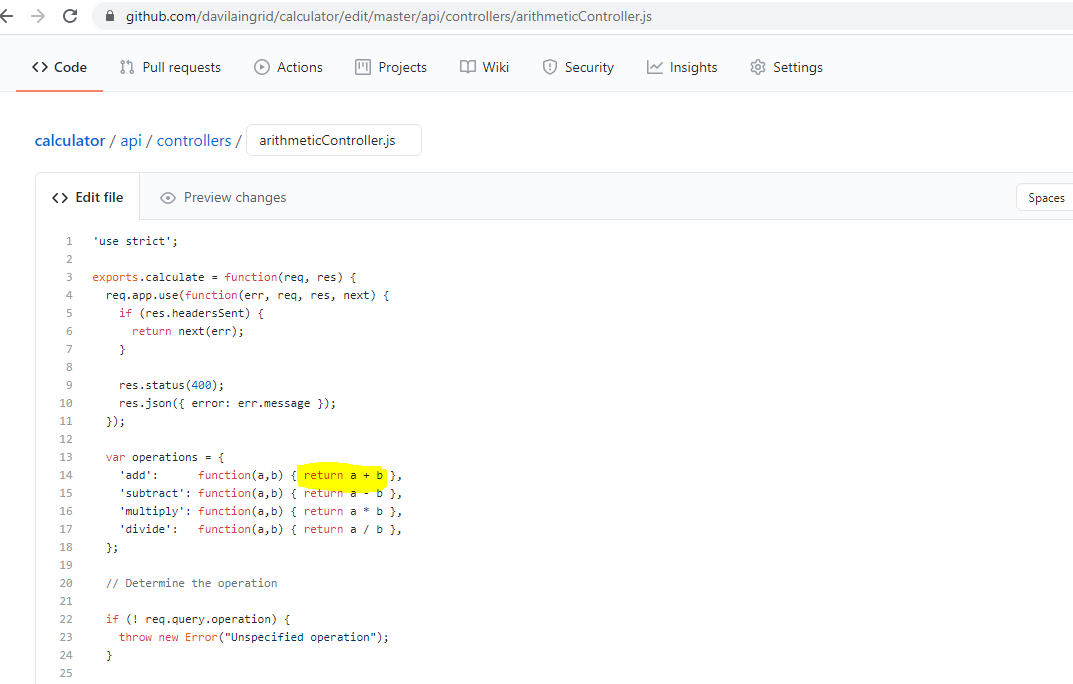 github.com/davilaingrid/calculator/edit/master/api/controllers/arithmeticController.js
<> Code Pull requests Actions Projects Wiki Security Insights Settings
calculator / api / controllers / arithmeticController.js
<> Edit file Preview changes Spaces
1 'use strict';
2
3 exports.calculate = function(req, res) {
4 req.app.use(function(err, req, res, next) {
5 if (res.headersSent) {
6 return next(err);
7 }
8
9 res.status(400);
10 res.json({ error: err.message });
11 });
12
13 var operations = {
14 'add': function(a,b) { return a + b },
15 'subtract': function(a,b) { return a - b },
16 'multiply': function(a,b) { return a * b },
17 'divide': function(a,b) { return a / b },
18 };
19
20 // Determine the operation
21
22 if (! req.query.operation) {
23 throw new Error("Unspecified operation");
24 }
25